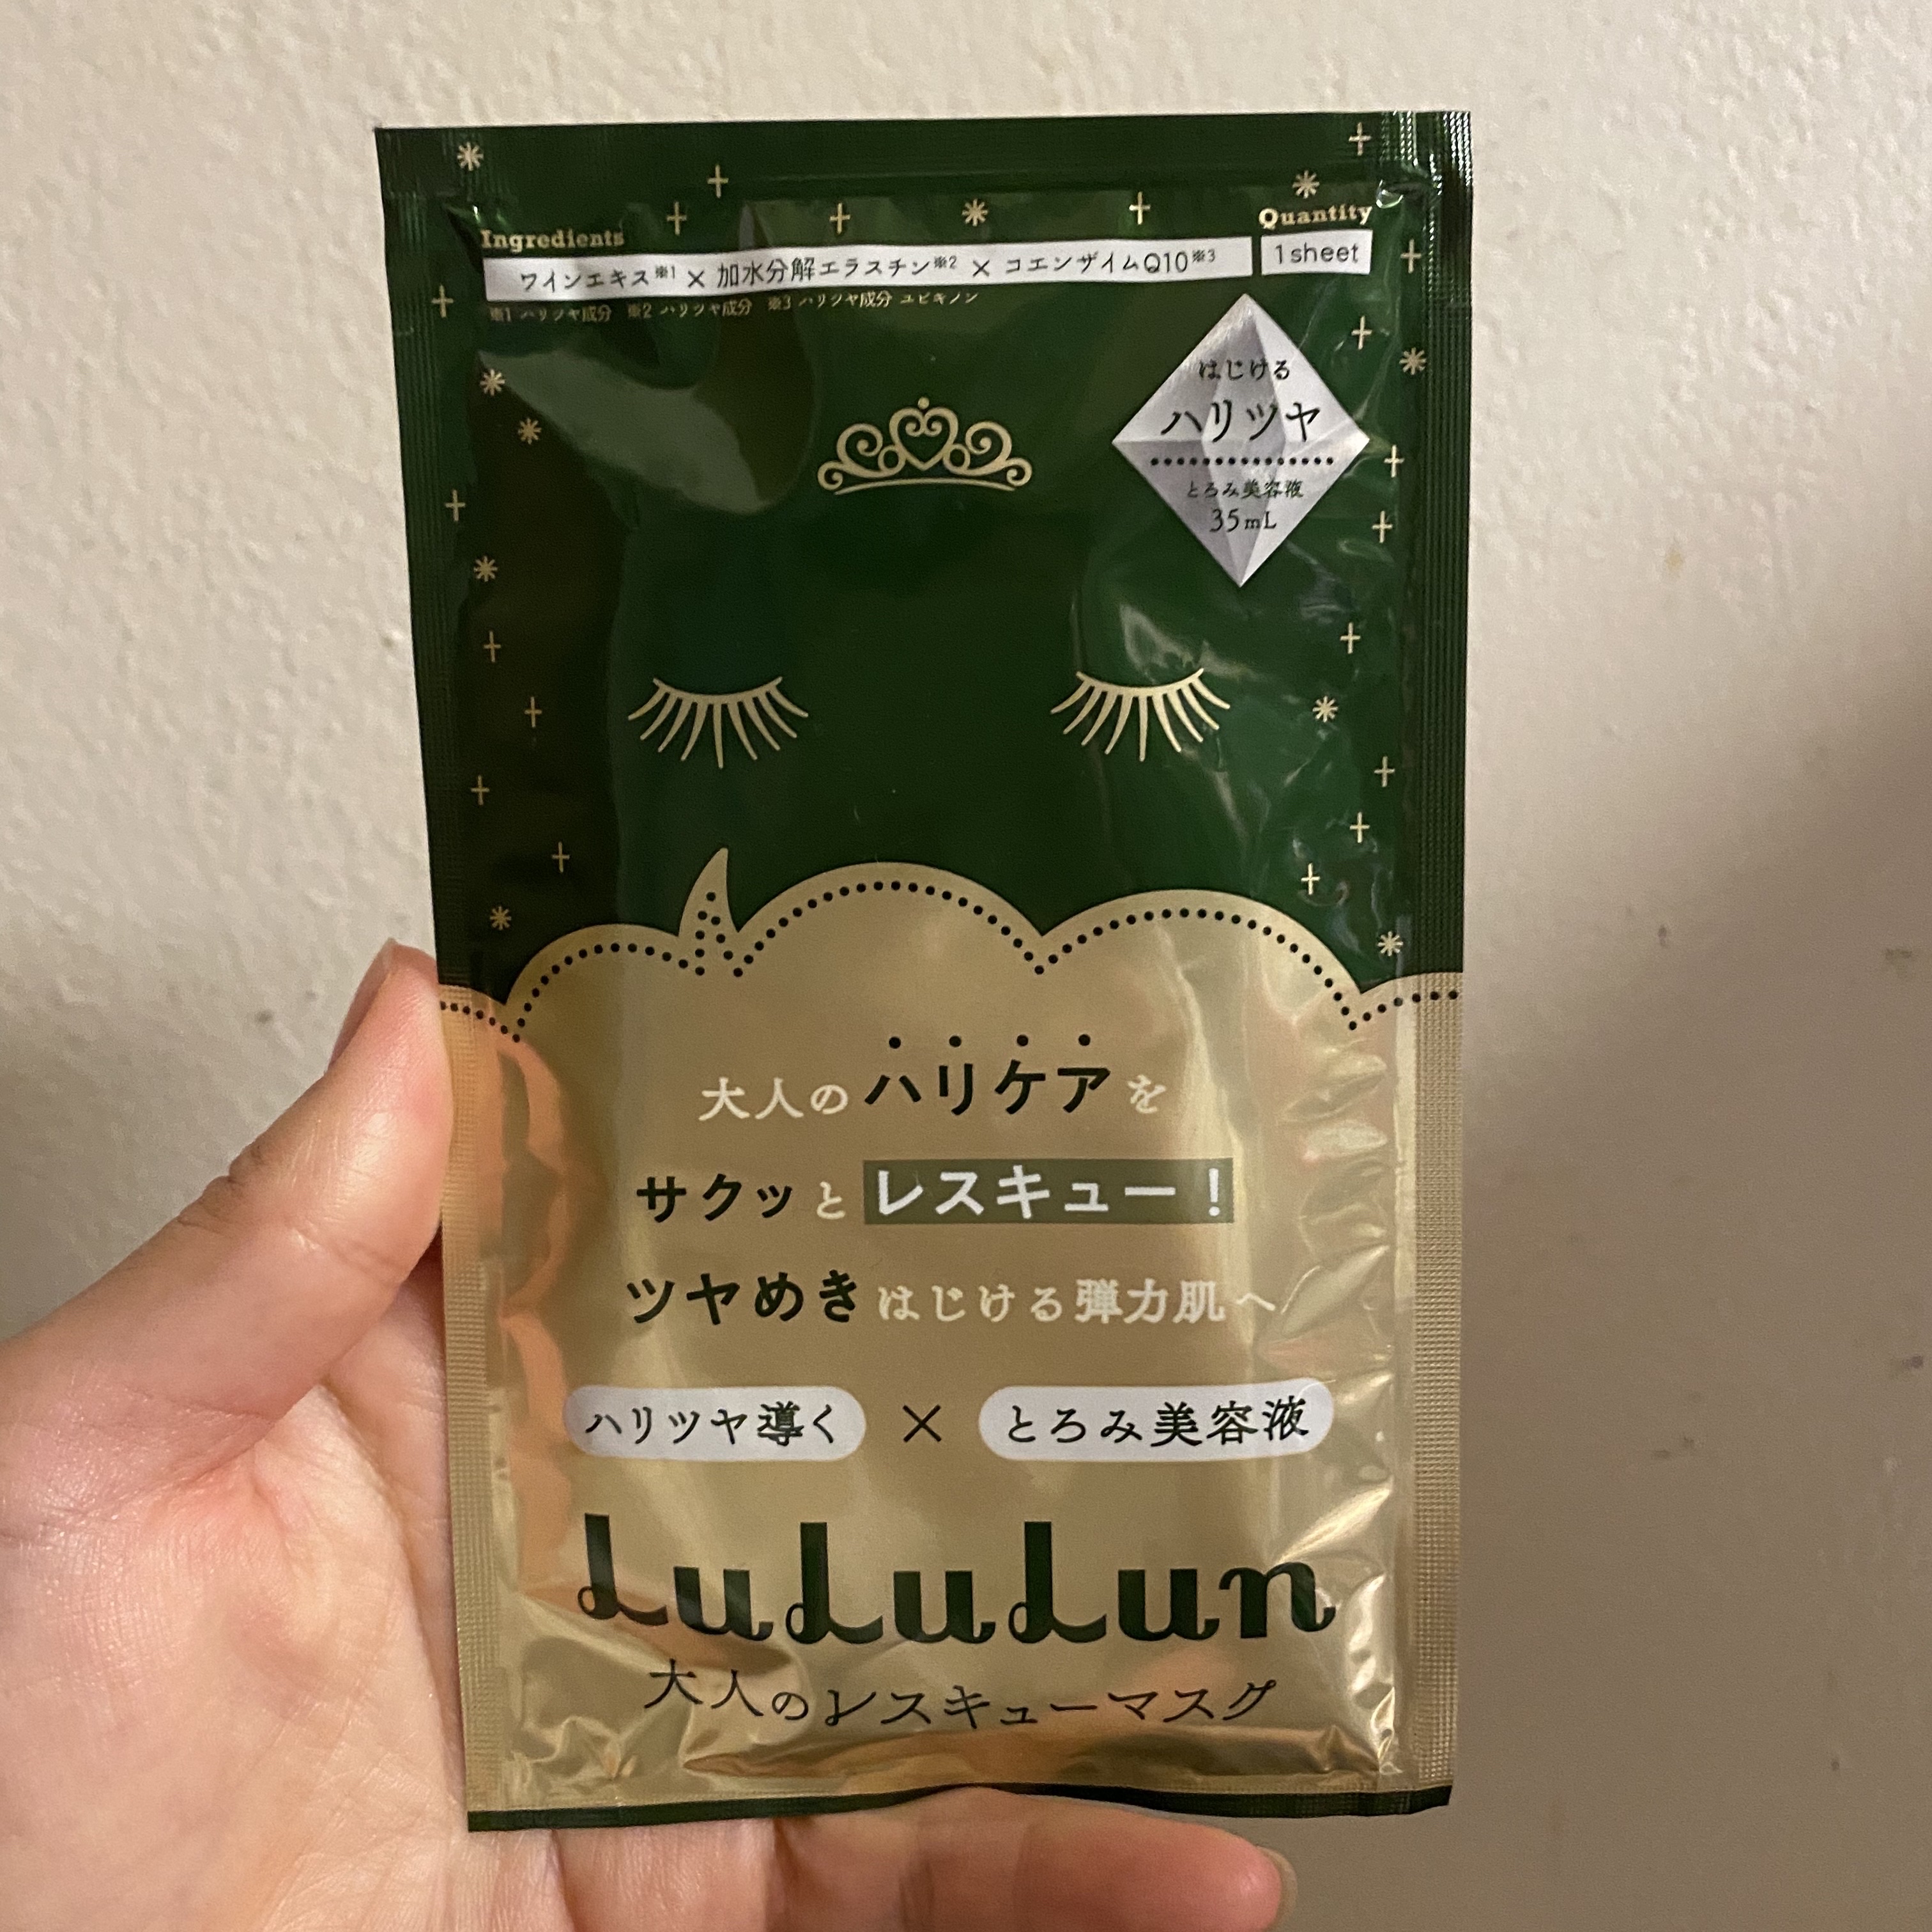 Ingredients
Quantity
ワインエキス※1 × 加水分解エラスチン※2 × コエンザイムQ10※3
1sheet
※1 ハリツヤ成分 ※2 ハリツヤ成分 ※3 ハリツヤ成分 ユビキノン
はじける
ハリツヤ
とろみ美容液
35mL
大人のハリケアを
サクッとレスキュー！
ツヤめきはじける弾力肌へ
ハリツヤ導く × とろみ美容液
LuLuLun
大人のレスキューマスク